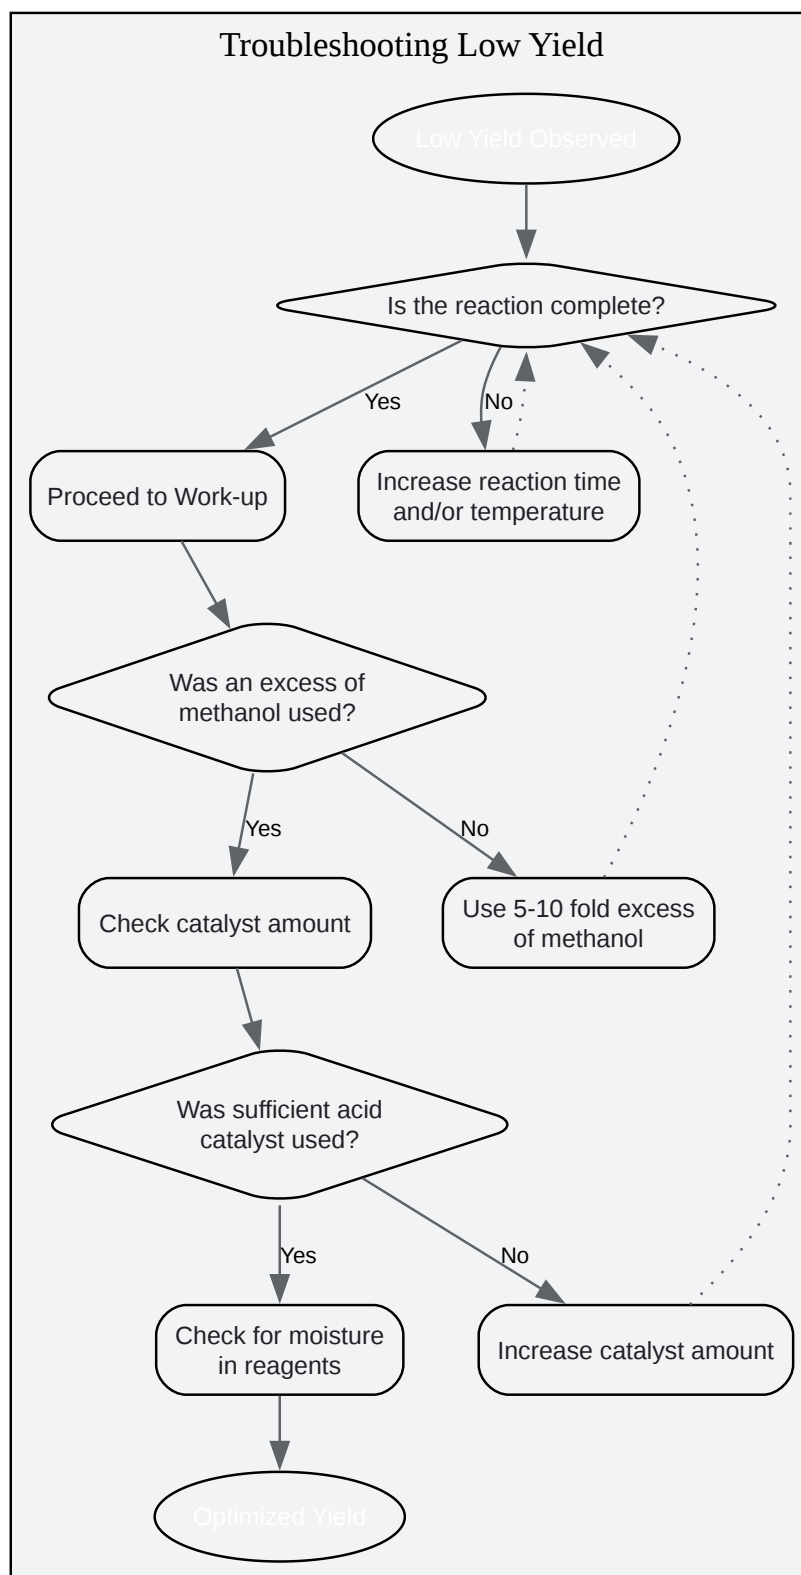 Troubleshooting Low Yield
Low Yield Observed
Is the reaction complete?
Yes
No
Proceed to Work-up
Increase reaction time
and/or temperature
Was an excess of
methanol used?
Yes
No
Check catalyst amount
Use 5-10 fold excess
of methanol
Was sufficient acid
catalyst used?
Yes
No
Check for moisture
in reagents
Increase catalyst amount
Optimized Yield